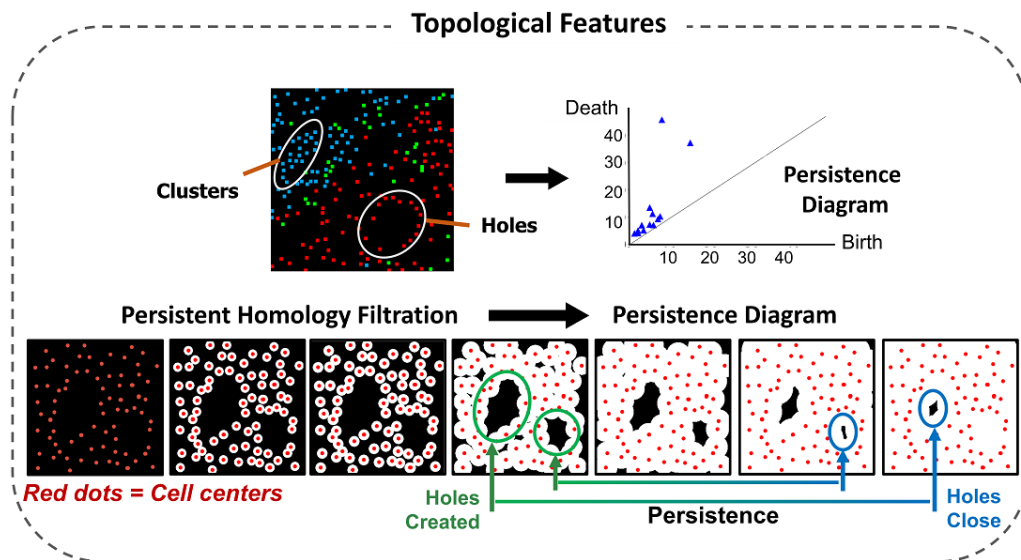 Topological Features
Clusters
Holes
Death
40
30
20
10
10 20 30 40
Birth
Persistence
Diagram
Persistent Homology Filtration
Persistence Diagram
Red dots = Cell centers
Holes
Created
Persistence
Holes
Close